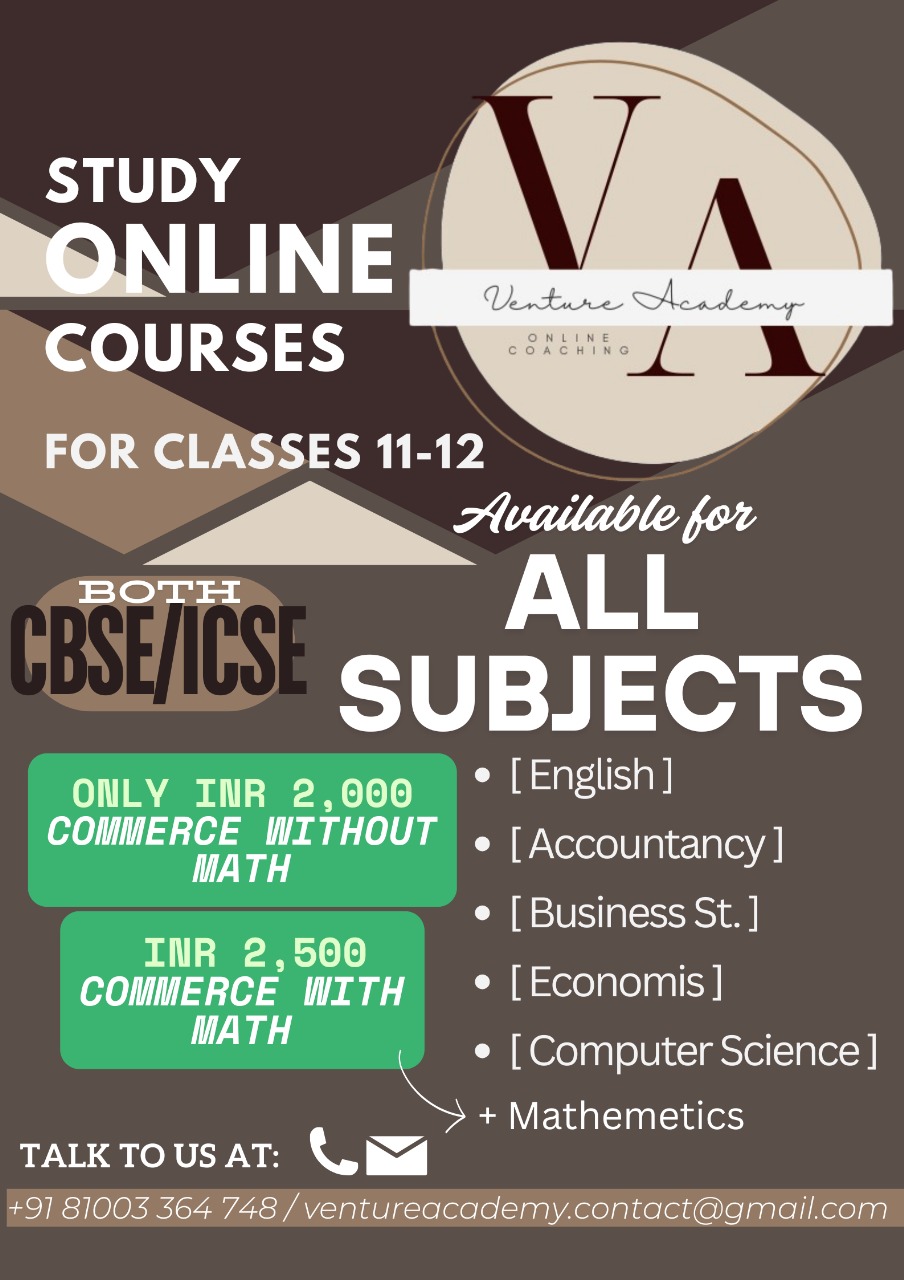 STUDY
ONLINE
COURSES
FOR CLASSES 11-12
VA
Venture Academy
ONLINE
COACHING
Available for
ALL
SUBJECTS
BOTH
CBSE/ICSE
ONLY INR 2,000
COMMERCE WITHOUT
MATH
INR 2,500
COMMERCE WITH
MATH
• [ English ]
• [ Accountancy ]
• [ Business St. ]
• [ Economis ]
• [ Computer Science ]
+ Mathemetics
TALK TO US AT:
+91 81003 364 748 / ventureacademy.contact@gmail.com